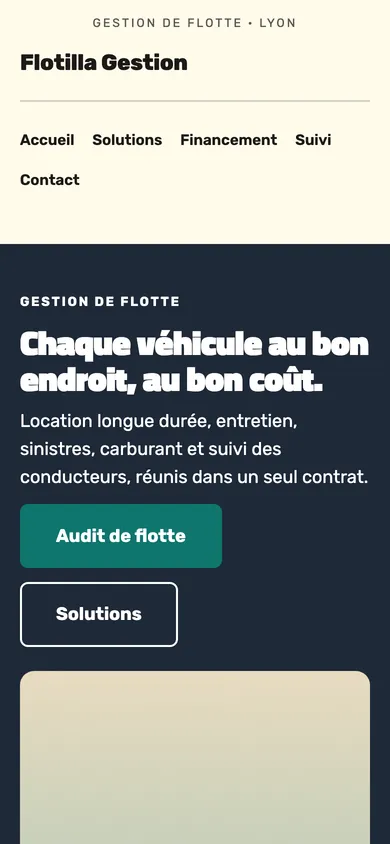 GESTION DE FLOTTE • LYON
Flotilla Gestion
Accueil Solutions Financement Suivi
Contact
GESTION DE FLOTTE
Chaque véhicule au bon
endroit, au bon coût.
Location longue durée, entretien,
sinistres, carburant et suivi des
conducteurs, réunis dans un seul contrat.
Audit de flotte
Solutions